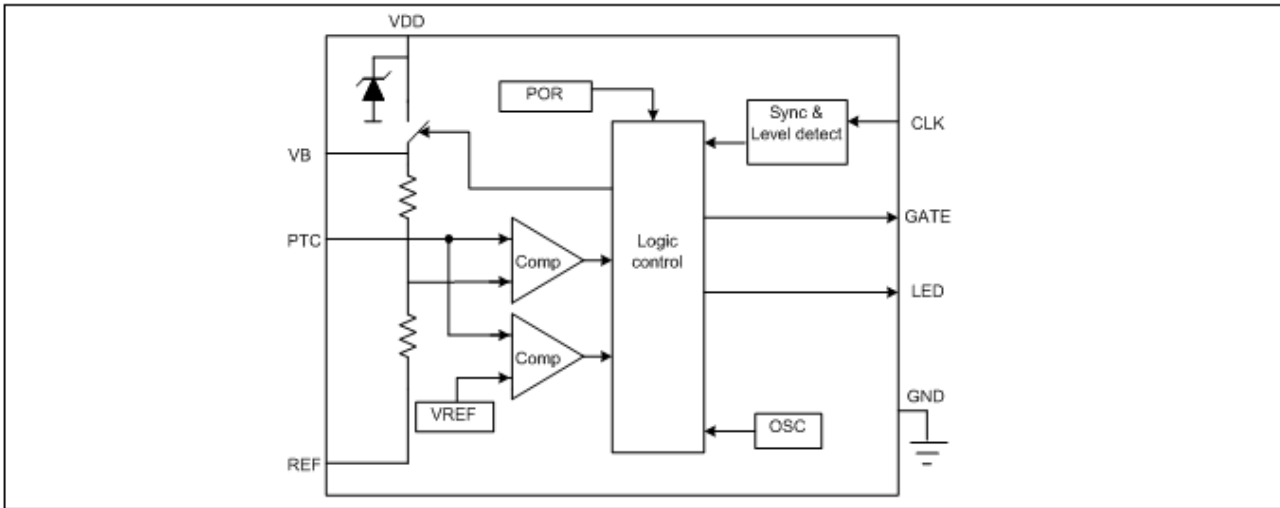 VDD
POR
Sync &
Level detect
CLK
VB
GATE
PTC
Logic
control
Comp
LED
Comp
VREF
GND
OSC
REF